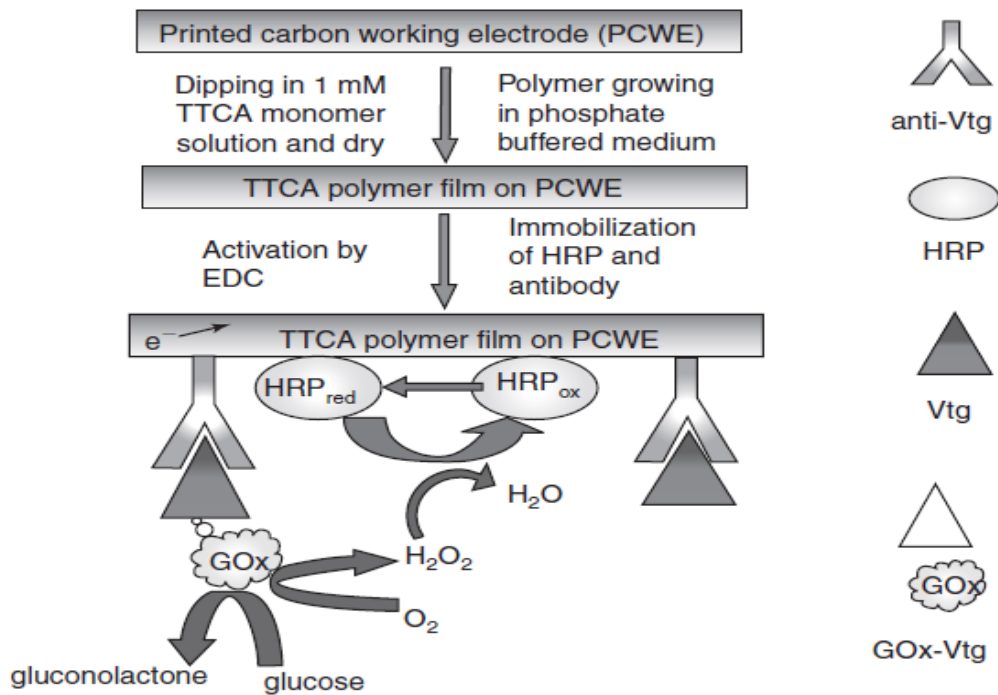 Printed carbon working electrode (PCWE)
Dipping in 1 mM
TTCA monomer
solution and dry
Polymer growing
in phosphate
buffered medium
TTCA polymer film on PCWE
Activation by
EDC
Immobilization
of HRP and
antibody
e⁻
TTCA polymer film on PCWE
HRP_red
HRP_ox
H₂O
GOx
H₂O₂
O₂
gluconolactone
glucose
anti-Vtg
HRP
Vtg
GOx
GOx-Vtg